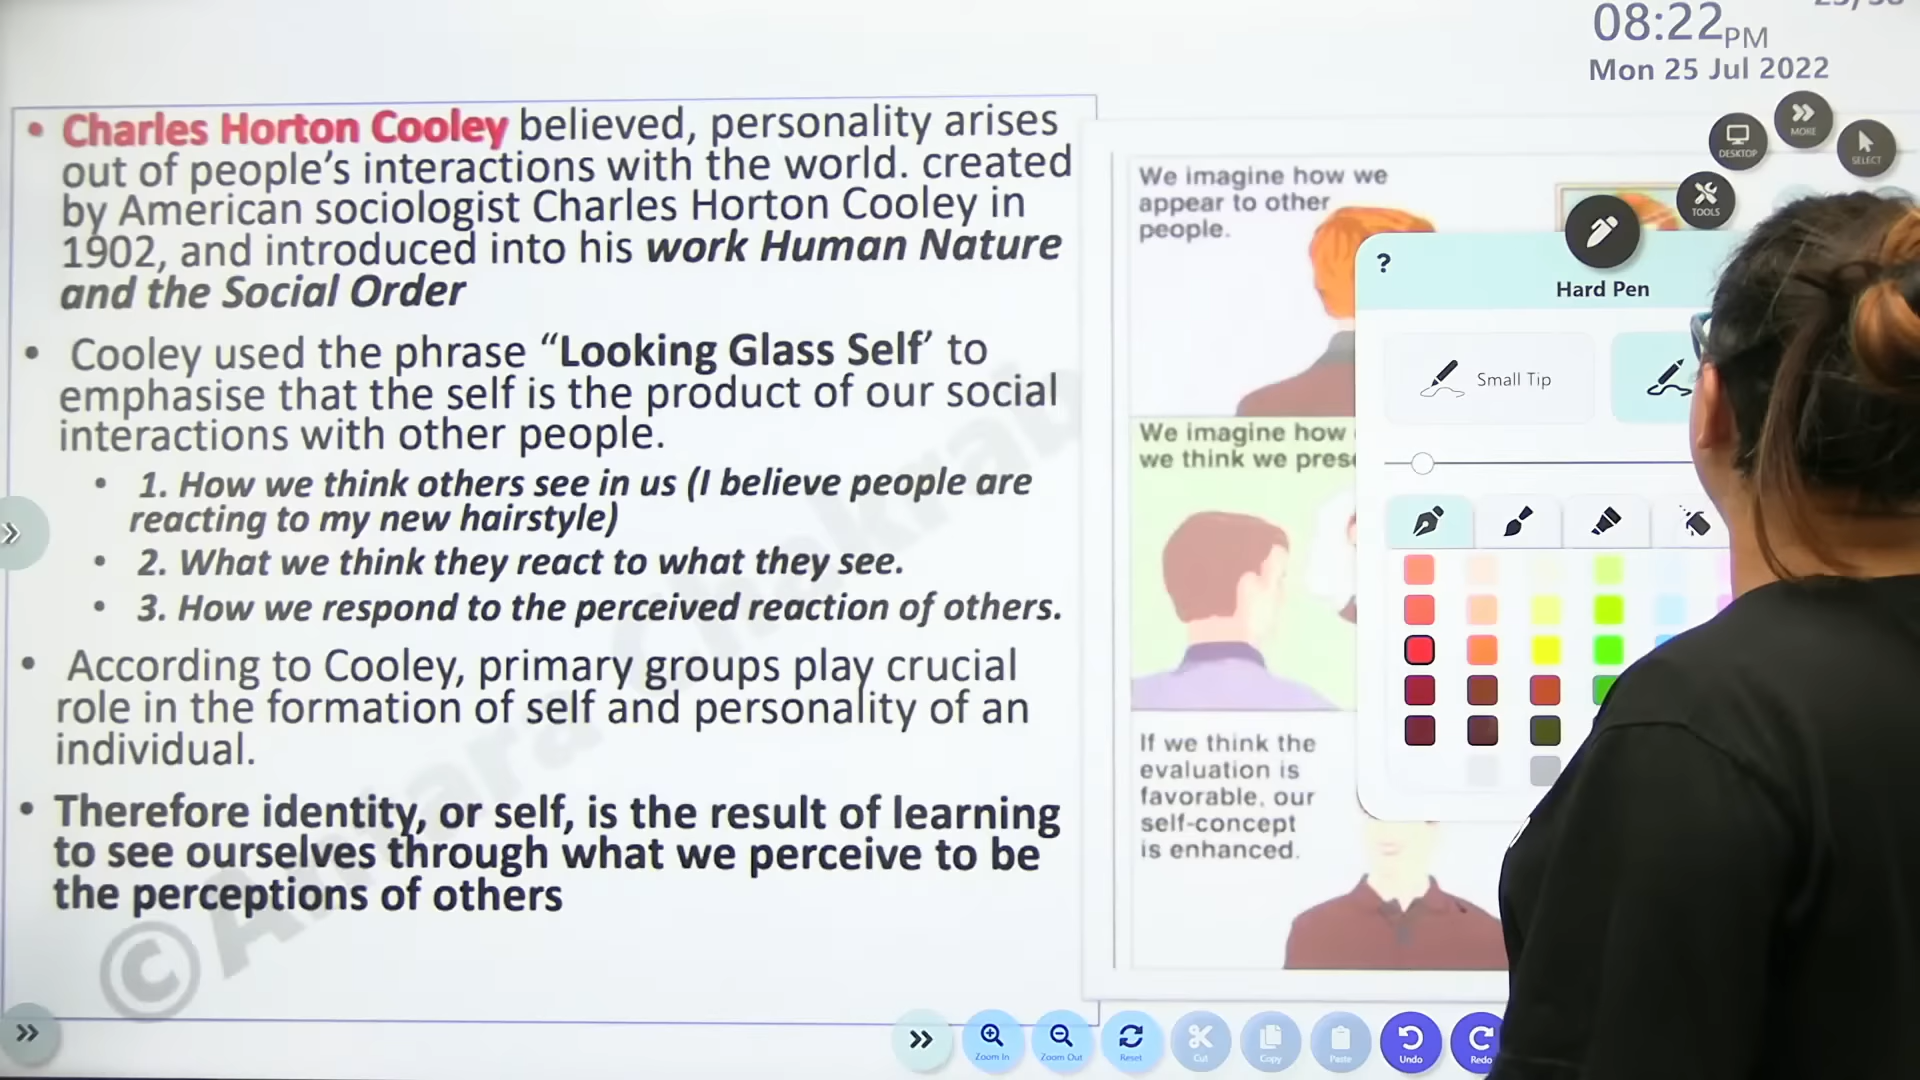 08:22 PM
Mon 25 Jul 2022
• Charles Horton Cooley believed, personality arises
out of people's interactions with the world. created
by American sociologist Charles Horton Cooley in
1902, and introduced into his work Human Nature
and the Social Order
• Cooley used the phrase “Looking Glass Self’ to
emphasise that the self is the product of our social
interactions with other people.
• 1. How we think others see in us (I believe people are
reacting to my new hairstyle)
• 2. What we think they react to what they see.
• 3. How we respond to the perceived reaction of others.
• According to Cooley, primary groups play crucial
role in the formation of self and personality of an
individual.
• Therefore identity, or self, is the result of learning
to see ourselves through what we perceive to be
the perceptions of others
We imagine how we
appear to other
people.
We imagine how
we think we
If we think the
evaluation is
favorable, our
self-concept
is enhanced.
MORE
DESKTOP
SELECT
TOOLS
?
Hard Pen
Small Tip
Zoom In
Zoom Out
Reset
Cut
Copy
Paste
Undo
Redo